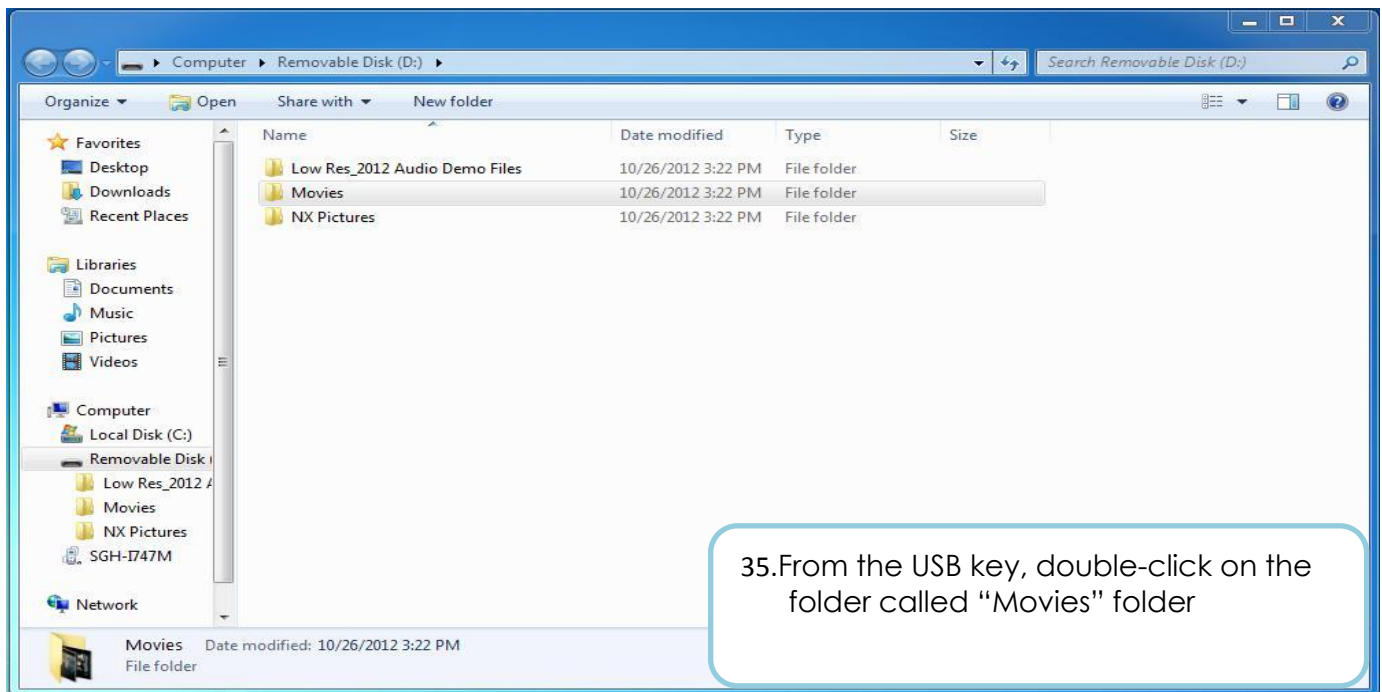 Computer ▸ Removable Disk (D:) ▸
Search Removable Disk (D:)
Organize Open Share with New folder
Name Date modified Type Size
Favorites
Desktop
Downloads
Recent Places
Libraries
Documents
Music
Pictures
Videos
Computer
Local Disk (C:)
Removable Disk (
Low Res_2012 A
Movies
NX Pictures
SGH-I747M
Network
Low Res_2012 Audio Demo Files 10/26/2012 3:22 PM File folder
Movies 10/26/2012 3:22 PM File folder
NX Pictures 10/26/2012 3:22 PM File folder
Movies Date modified: 10/26/2012 3:22 PM
File folder
35.From the USB key, double-click on the
folder called “Movies” folder